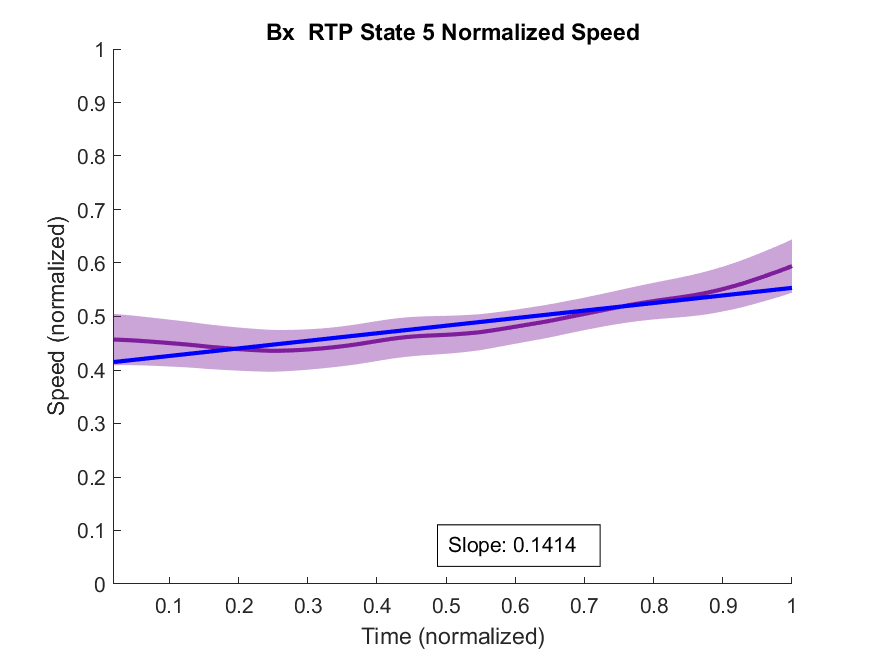 Bx  RTP State 5 Normalized Speed
1
0.9
0.8
0.7
0.6
0.5
0.4
0.3
0.2
0.1
0
Speed (normalized)
Slope: 0.1414
0.1 0.2 0.3 0.4 0.5 0.6 0.7 0.8 0.9 1
Time (normalized)